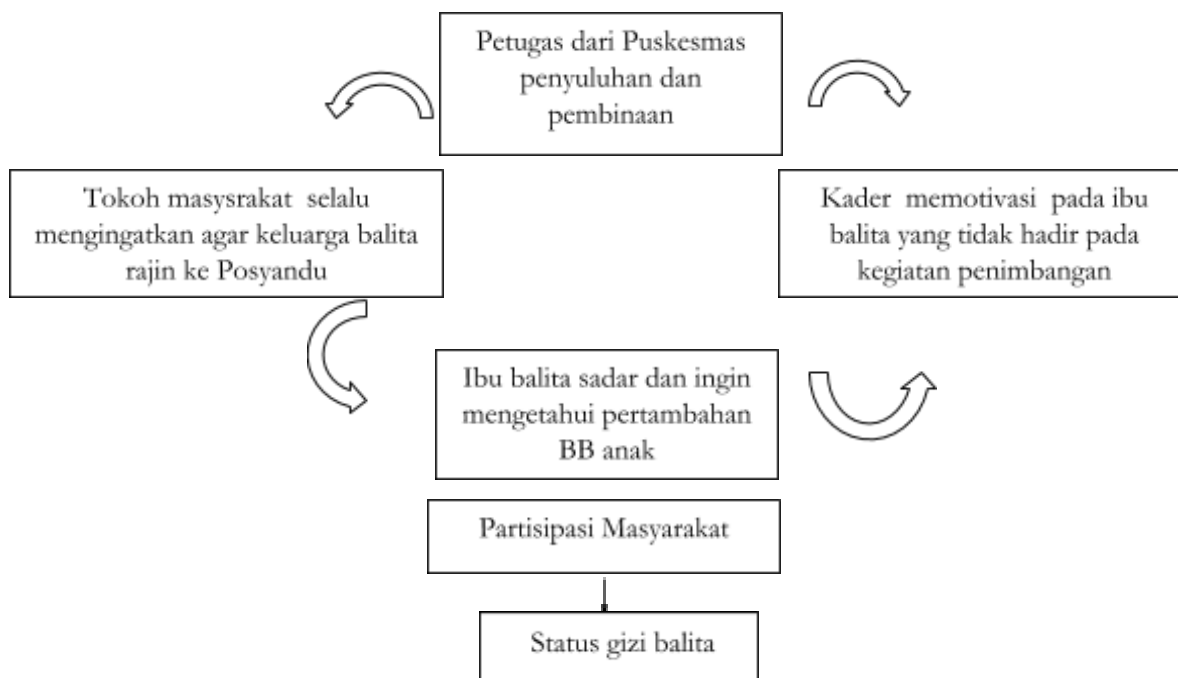 Petugas dari Puskesmas
penyuluhan dan
pembinaan
Tokoh masysrakat selalu
mengingatkan agar keluarga balita
rajin ke Posyandu
Kader memotivasi pada ibu
balita yang tidak hadir pada
kegiatan penimbangan
Ibu balita sadar dan ingin
mengetahui pertambahan
BB anak
Partisipasi Masyarakat
Status gizi balita